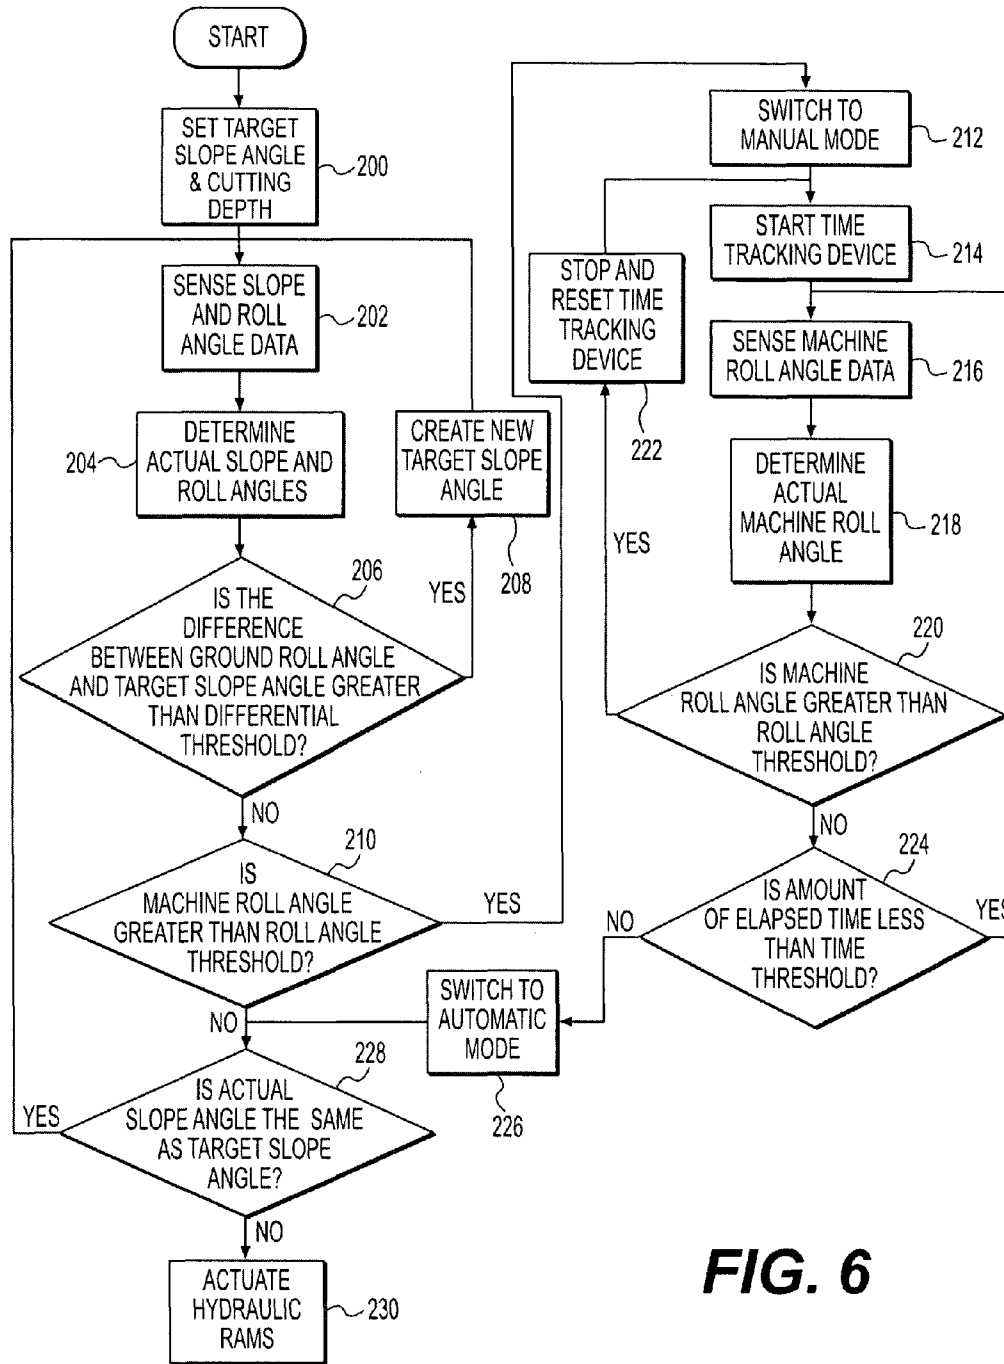 START
SET TARGET
SLOPE ANGLE
& CUTTING
DEPTH
200
SENSE SLOPE
AND ROLL
ANGLE DATA
202
DETERMINE
ACTUAL SLOPE AND
ROLL ANGLES
204
CREATE NEW
TARGET SLOPE
ANGLE
208
YES
206
IS THE
DIFFERENCE
BETWEEN GROUND ROLL ANGLE
AND TARGET SLOPE ANGLE GREATER
THAN DIFFERENTIAL
THRESHOLD?
NO
210
IS
MACHINE ROLL ANGLE
GREATER THAN ROLL ANGLE
THRESHOLD?
YES
NO
SWITCH TO
MANUAL MODE
212
START TIME
TRACKING DEVICE
214
STOP AND
RESET TIME
TRACKING
DEVICE
222
SENSE MACHINE
ROLL ANGLE DATA
216
DETERMINE
ACTUAL
MACHINE ROLL
ANGLE
218
YES
220
IS MACHINE
ROLL ANGLE GREATER THAN
ROLL ANGLE
THRESHOLD?
NO
224
IS AMOUNT
OF ELAPSED TIME LESS
THAN TIME
THRESHOLD?
NO
YES
SWITCH TO
AUTOMATIC
MODE
226
228
IS ACTUAL
SLOPE ANGLE THE SAME
AS TARGET SLOPE
ANGLE?
YES
NO
ACTUATE
HYDRAULIC
RAMS
230
FIG. 6